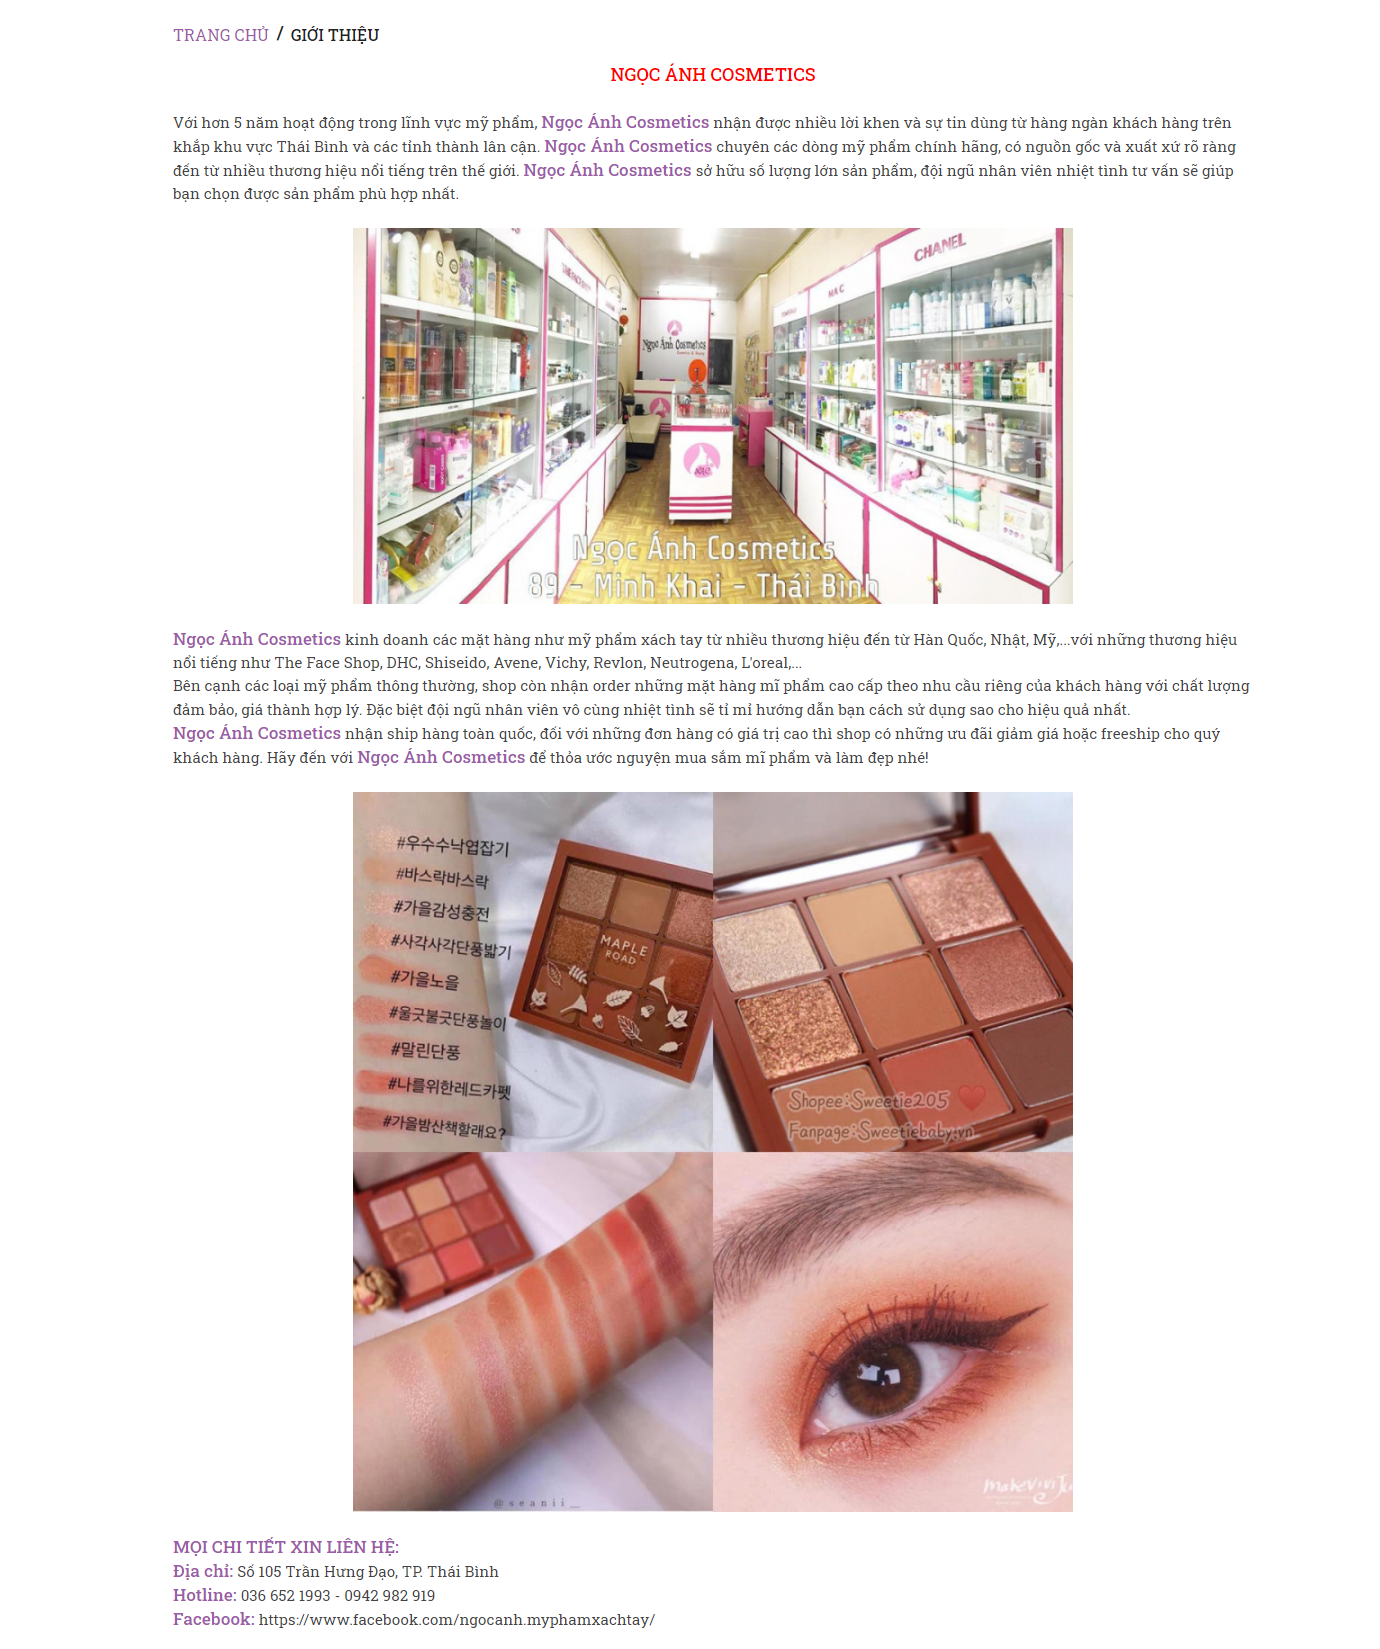 TRANG CHỦ / GIỚI THIỆU
NGỌC ÁNH COSMETICS
Với hơn 5 năm hoạt động trong lĩnh vực mỹ phẩm, Ngọc Ánh Cosmetics nhận được nhiều lời khen và sự tin dùng từ hàng ngàn khách hàng trên
khắp khu vực Thái Bình và các tỉnh thành lân cận. Ngọc Ánh Cosmetics chuyên các dòng mỹ phẩm chính hãng, có nguồn gốc và xuất xứ rõ ràng
đến từ nhiều thương hiệu nổi tiếng trên thế giới. Ngọc Ánh Cosmetics sở hữu số lượng lớn sản phẩm, đội ngũ nhân viên nhiệt tình tư vấn sẽ giúp
bạn chọn được sản phẩm phù hợp nhất.
CHANEL
MAC
Ngọc Ánh Cosmetics
Ngọc Ánh Cosmetics
89 - Minh Khai - Thái Bình
Ngọc Ánh Cosmetics kinh doanh các mặt hàng như mỹ phẩm xách tay từ nhiều thương hiệu đến từ Hàn Quốc, Nhật, Mỹ,...với những thương hiệu
nổi tiếng như The Face Shop, DHC, Shiseido, Avene, Vichy, Revlon, Neutrogena, L'oreal,...
Bên cạnh các loại mỹ phẩm thông thường, shop còn nhận order những mặt hàng mĩ phẩm cao cấp theo nhu cầu riêng của khách hàng với chất lượng
đảm bảo, giá thành hợp lý. Đặc biệt đội ngũ nhân viên vô cùng nhiệt tình sẽ tỉ mỉ hướng dẫn bạn cách sử dụng sao cho hiệu quả nhất.
Ngọc Ánh Cosmetics nhận ship hàng toàn quốc, đối với những đơn hàng có giá trị cao thì shop có những ưu đãi giảm giá hoặc freeship cho quý
khách hàng. Hãy đến với Ngọc Ánh Cosmetics để thỏa ước nguyện mua sắm mĩ phẩm và làm đẹp nhé!
#우수수낙엽잡기
#바스락바스락
#가을감성충전
#사각사각단풍밟기
#가을노을
#울긋불긋단풍놀이
#말린단풍
#나를위한레드카펫
#가을밤산책할래요?
MAPLE
ROAD
Shopee:Sweetie205
Fanpage:Sweetiebaby.vn
@seanii_
MỌI CHI TIẾT XIN LIÊN HỆ:
Địa chỉ: Số 105 Trần Hưng Đạo, TP. Thái Bình
Hotline: 036 652 1993 - 0942 982 919
Facebook: https://www.facebook.com/ngocanh.myphamxachtay/